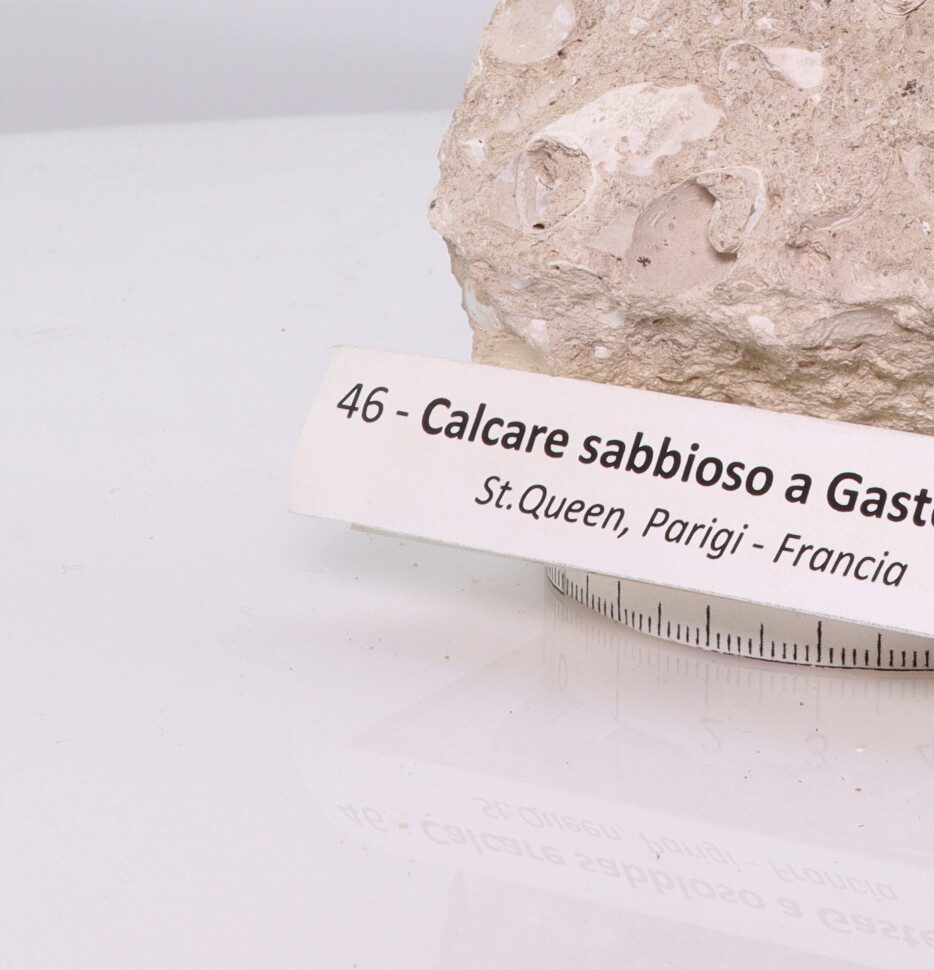 46 - Calcare sabbioso a Gast
St.Queen, Parigi - Francia